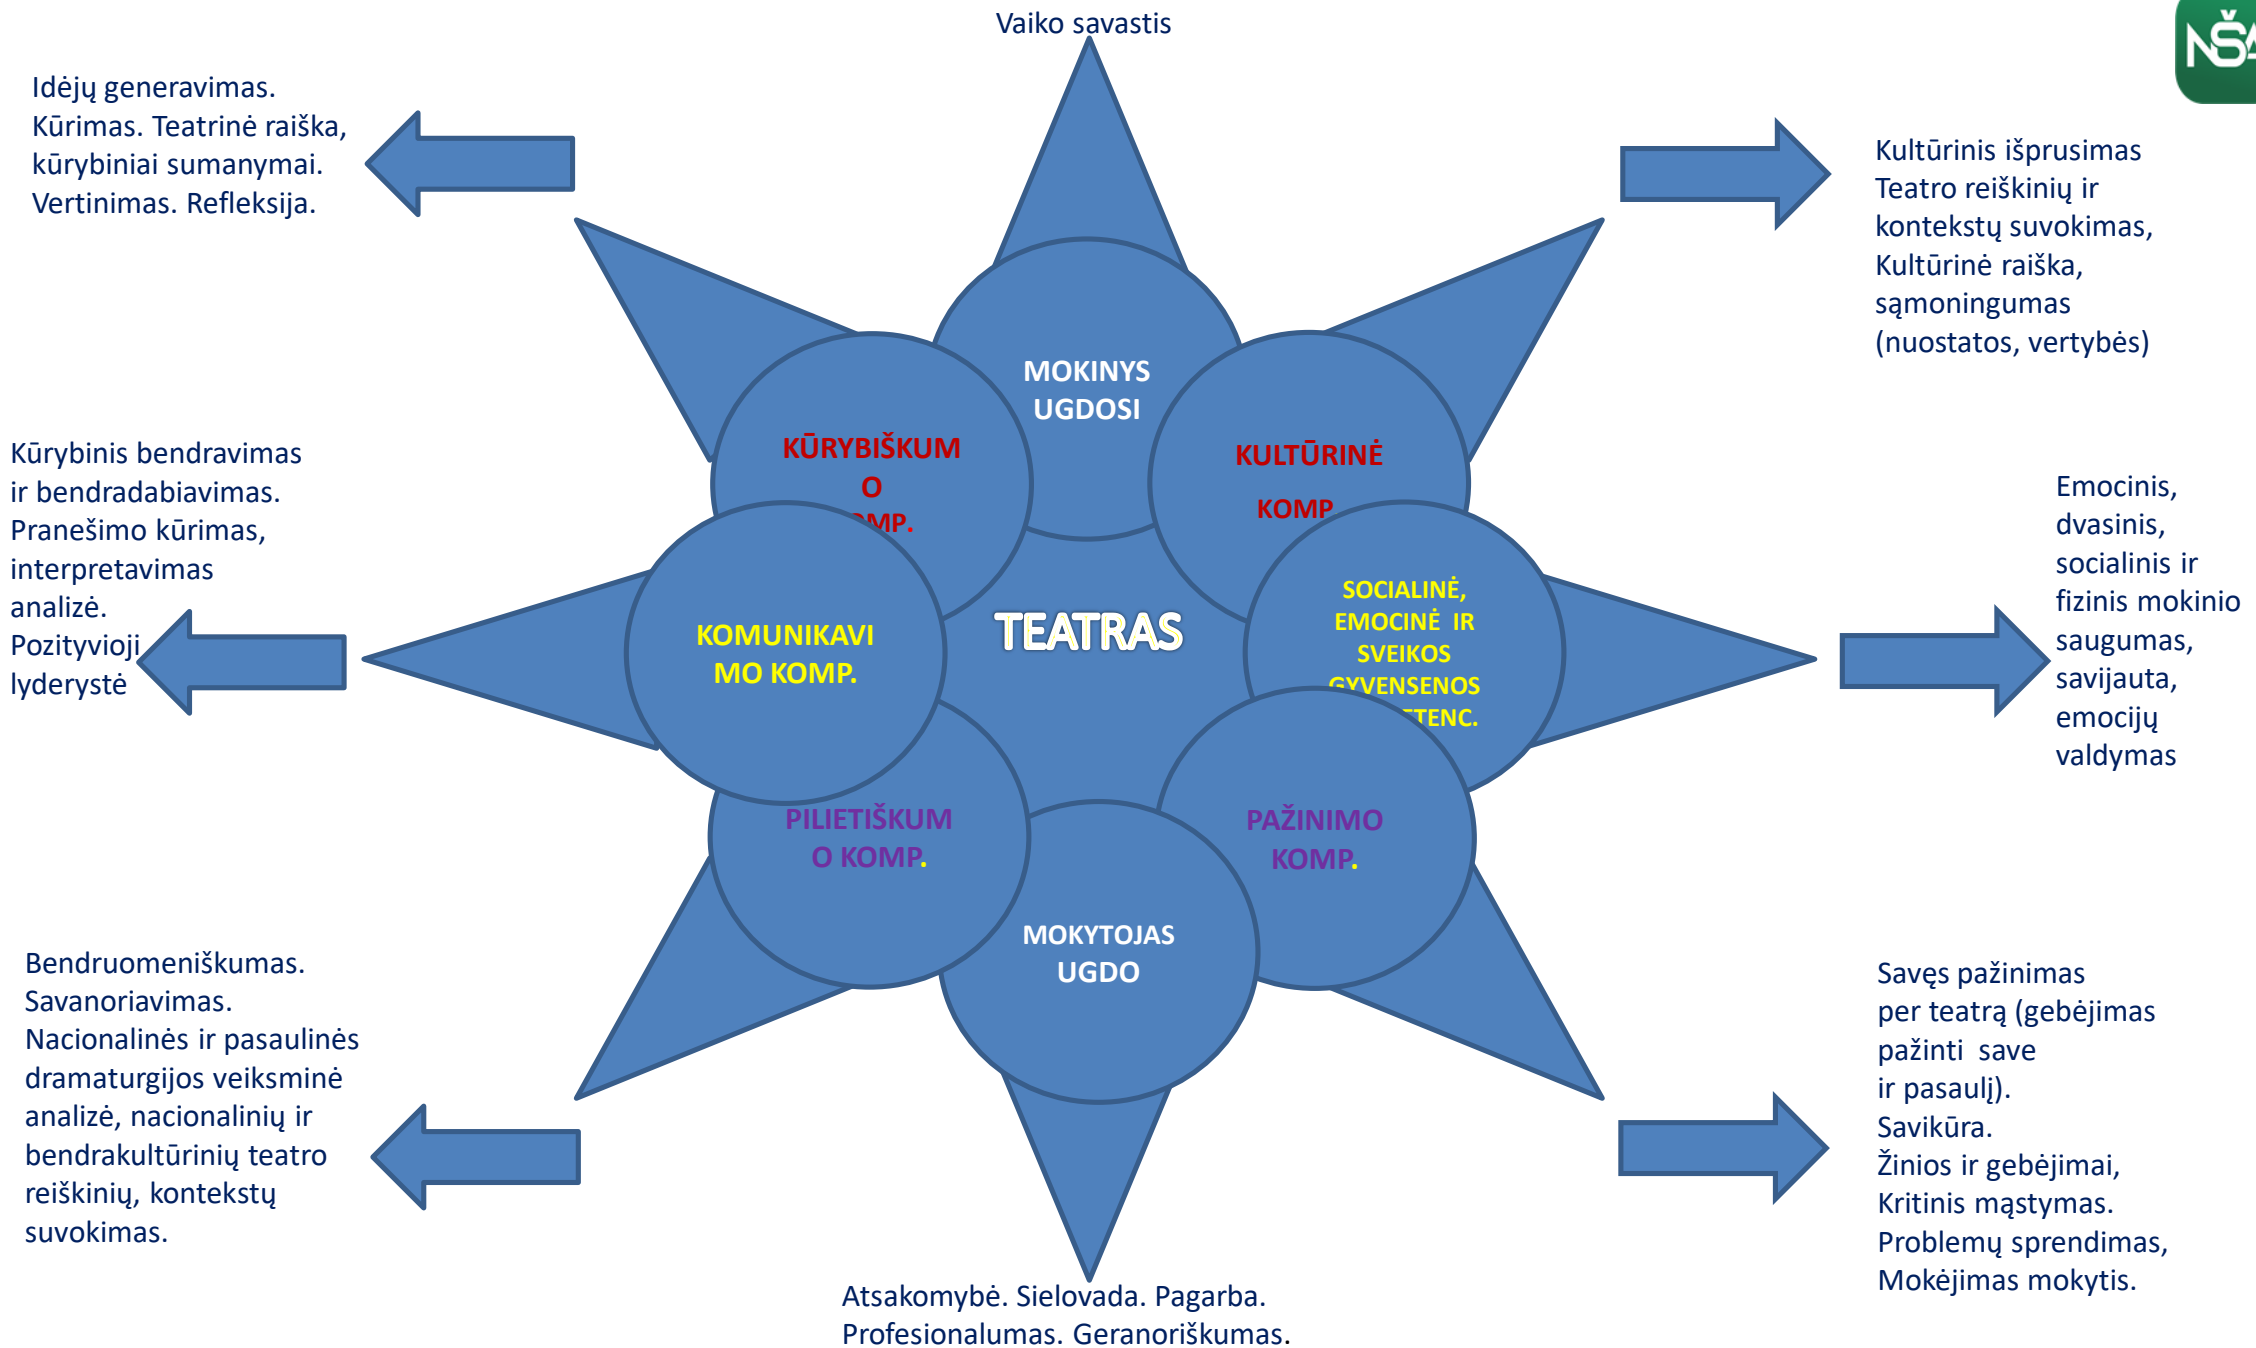 Vaiko savastis
NŠA
Idėjų generavimas.
Kūrimas. Teatrinė raiška,
kūrybiniai sumanymai.
Vertinimas. Refleksija.
Kultūrinis išprusimas
Teatro reiškinių ir
kontekstų suvokimas,
Kultūrinė raiška,
sąmoningumas
(nuostatos, vertybės)
MOKINYS
UGDOSI
KŪRYBIŠKUM
O
MP.
KULTŪRINĖ
KOMP
Kūrybinis bendravimas
ir bendradabiavimas.
Pranešimo kūrimas,
interpretavimas
analizė.
Pozityvioji
lyderystė
KOMUNIKAVI
MO KOMP.
TEATRAS
SOCIALINĖ,
EMOCINĖ IR
SVEIKOS
GYVENSENOS
TENC.
Emocinis,
dvasinis,
socialinis ir
fizinis mokinio
saugumas,
savijauta,
emocijų
valdymas
PILIETIŠKUM
O KOMP.
PAŽINIMO
KOMP.
MOKYTOJAS
UGDO
Bendruomeniškumas.
Savanoriavimas.
Nacionalinės ir pasaulinės
dramaturgijos veiksminė
analizė, nacionalinių ir
bendrakultūrinių teatro
reiškinių, kontekstų
suvokimas.
Savęs pažinimas
per teatrą (gebėjimas
pažinti save
ir pasaulį).
Savikūra.
Žinios ir gebėjimai,
Kritinis mąstymas.
Problemų sprendimas,
Mokėjimas mokytis.
Atsakomybė. Sielovada. Pagarba.
Profesionalumas. Geranoriškumas.